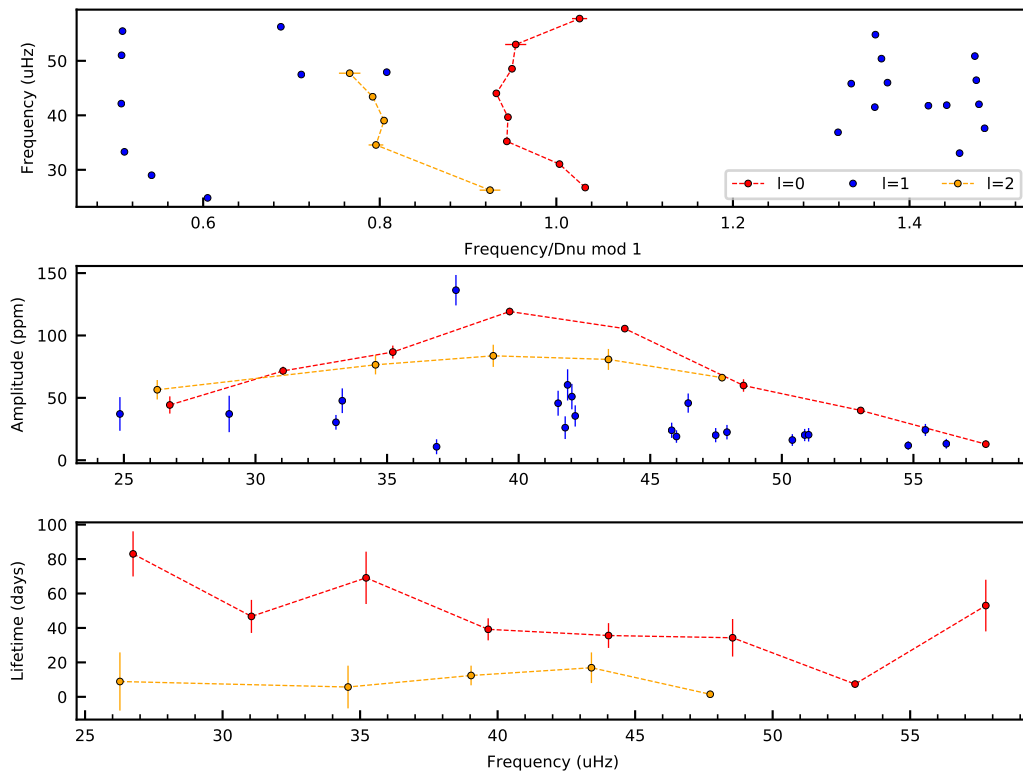 Frequency (uHz)
50
40
30
l=0 l=1 l=2
0.6 0.8 1.0 1.2 1.4
Frequency/Dnu mod 1
Amplitude (ppm)
150
100
50
0
25 30 35 40 45 50 55
Lifetime (days)
100
80
60
40
20
0
25 30 35 40 45 50 55
Frequency (uHz)